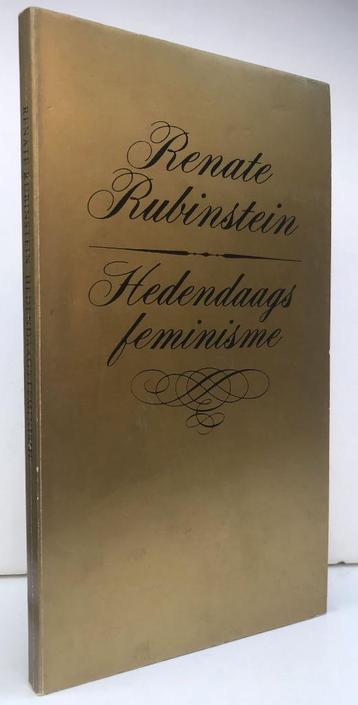 Renate
Rubinstein
Hedendaags
feminisme
RENATE RUBINSTEIN HEDENDAAGS FEMINISME